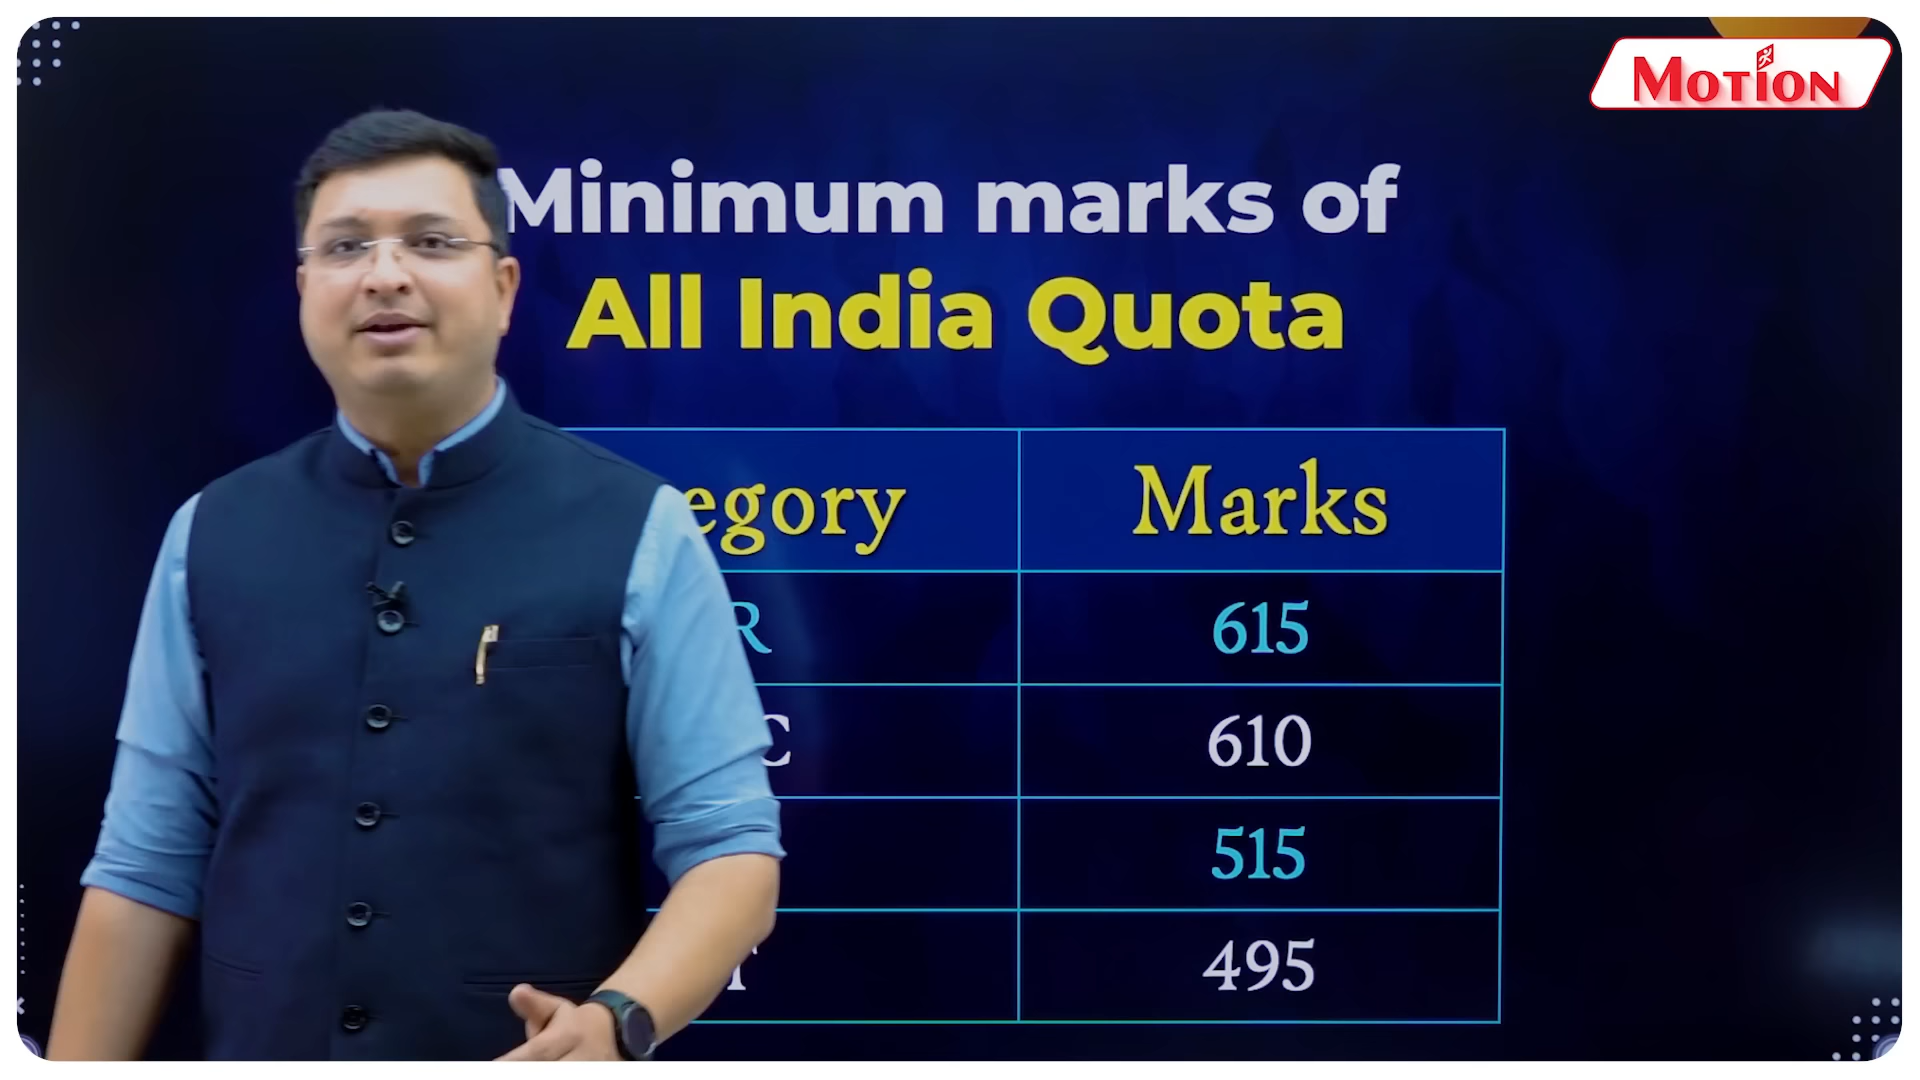 MOTION
Minimum marks of
All India Quota
egory Marks
R 615
C 610
515
T 495